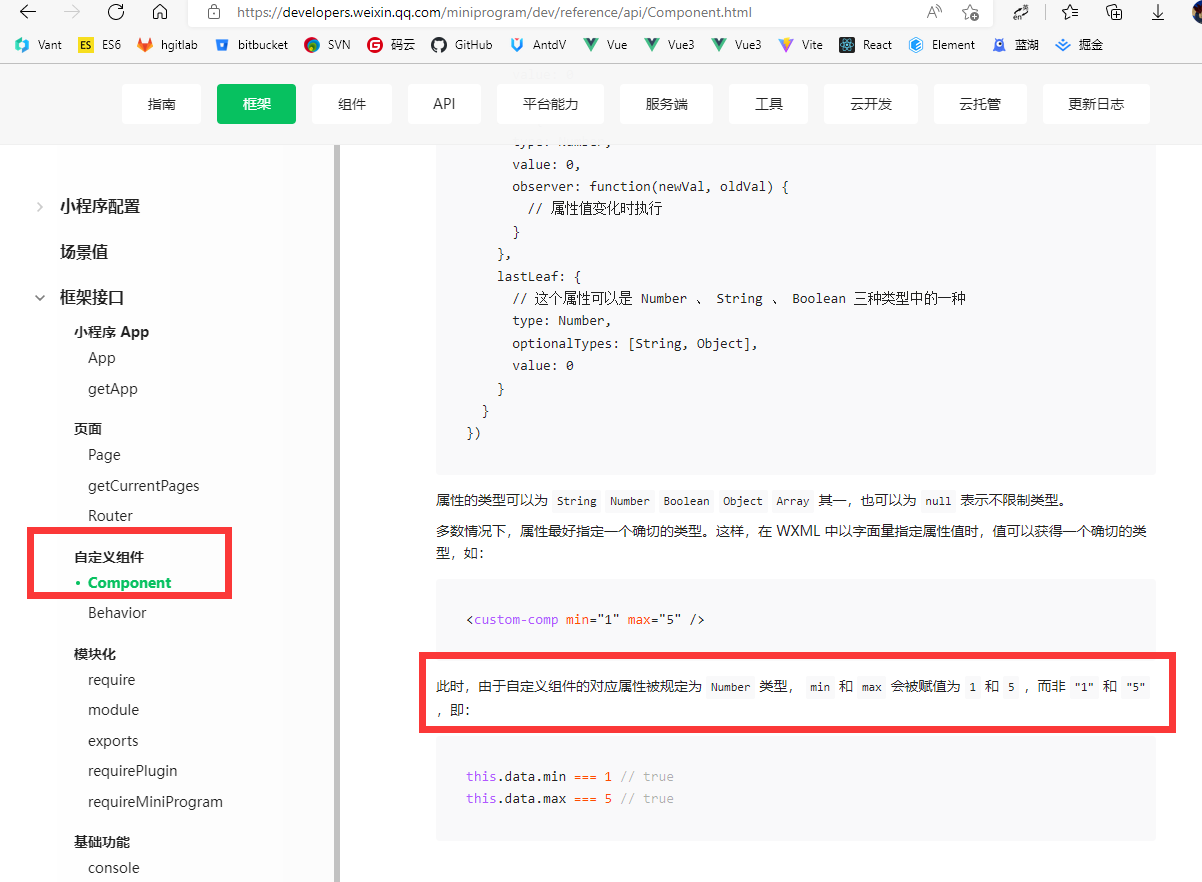 https://developers.weixin.qq.com/miniprogram/dev/reference/api/Component.html
Vant ES ES6 hgitlab bitbucket SVN 码云 GitHub AntdV Vue Vue3 Vue3 Vite React Element 蓝湖 掘金
指南 框架 组件 API 平台能力 服务端 工具 云开发 云托管 更新日志
小程序配置
场景值
框架接口
小程序 App
App
getApp
页面
Page
getCurrentPages
Router
自定义组件
• Component
Behavior
模块化
require
module
exports
requirePlugin
requireMiniProgram
基础功能
console
type: Number,
value: 0,
observer: function(newVal, oldVal) {
// 属性值变化时执行
}
},
lastLeaf: {
// 这个属性可以是 Number 、 String 、 Boolean 三种类型中的一种
type: Number,
optionalTypes: [String, Object],
value: 0
}
}
})
属性的类型可以为 String Number Boolean Object Array 其一，也可以为 null 表示不限制类型。
多数情况下，属性最好指定一个确切的类型。这样，在 WXML 中以字面量指定属性值时，值可以获得一个确切的类
型，如：
<custom-comp min="1" max="5" />
此时，由于自定义组件的对应属性被规定为 Number 类型， min 和 max 会被赋值为 1 和 5 ，而非 "1" 和 "5"
，即：
this.data.min === 1 // true
this.data.max === 5 // true